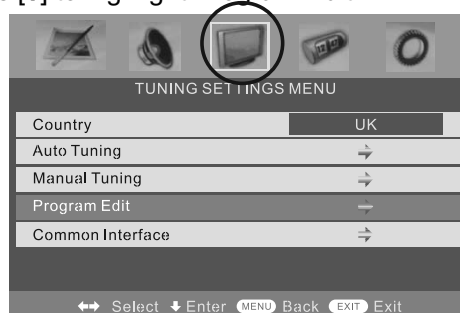 TUNING SETTINGS MENU
Country UK
Auto Tuning
Manual Tuning
Program Edit
Common Interface
Select Enter MENU Back EXIT Exit